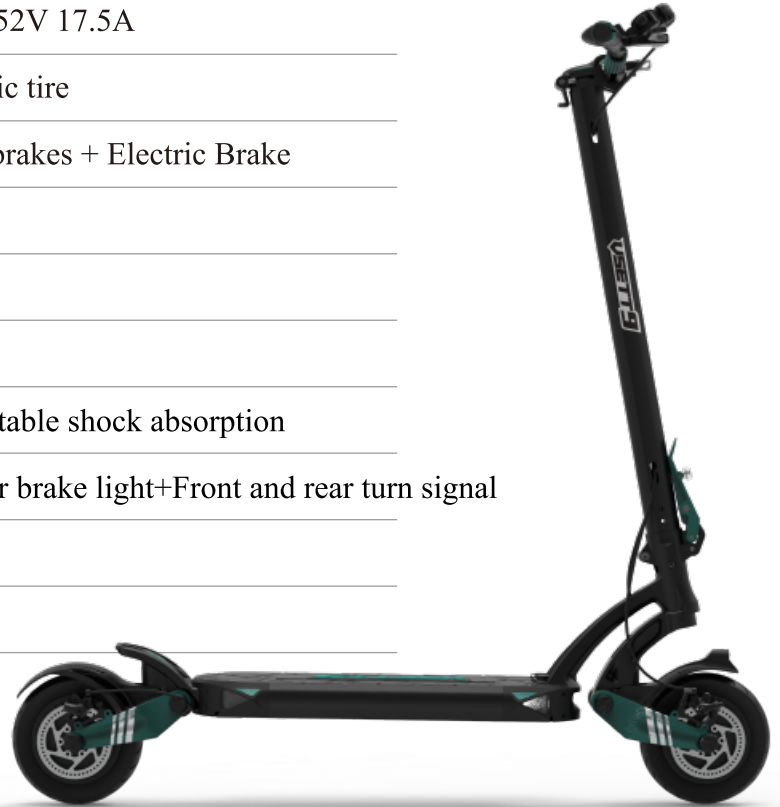 52V 17.5A
ic tire
brakes + Electric Brake
table shock absorption
r brake light+Front and rear turn signal
VSETT 9